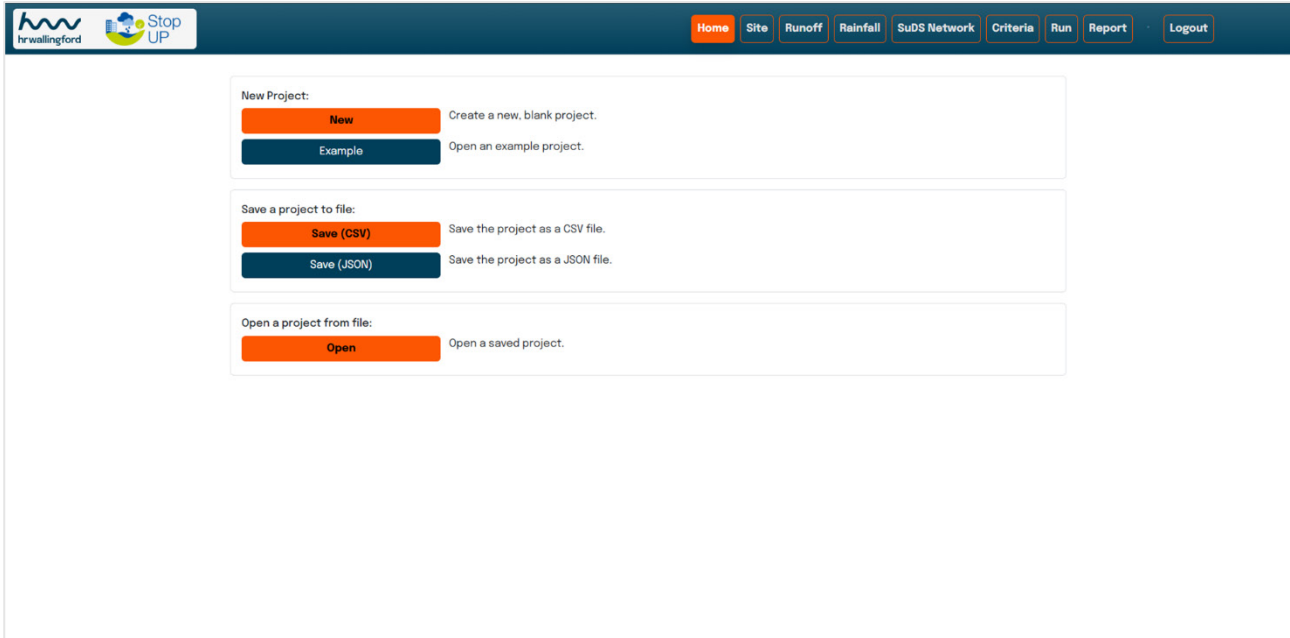 hrwallingford
Stop
UP
Home Site Runoff Rainfall SuDS Network Criteria Run Report Logout
New Project:
New Create a new, blank project.
Example Open an example project.
Save a project to file:
Save (CSV) Save the project as a CSV file.
Save (JSON) Save the project as a JSON file.
Open a project from file:
Open Open a saved project.